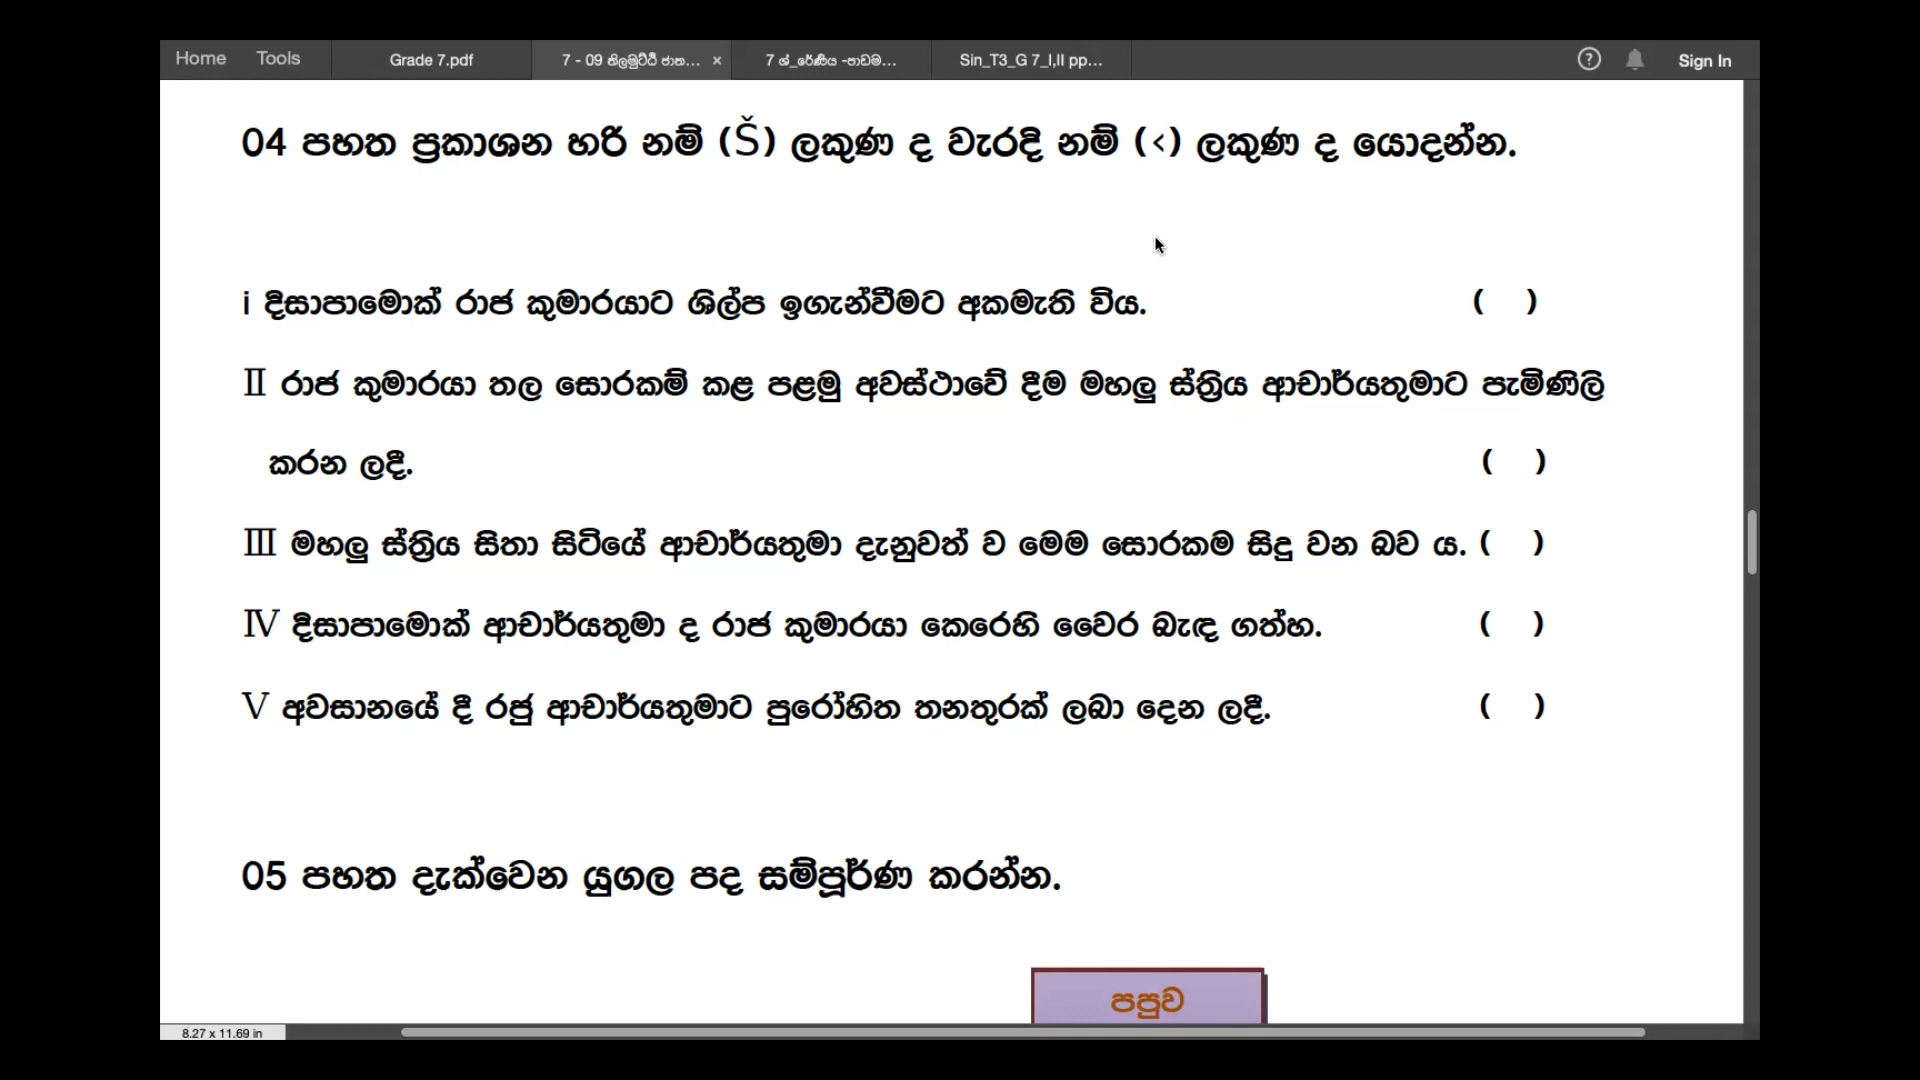 Home Tools Grade 7.pdf 7 - 09 තිලමුට්ඨි ජාත... × 7 ශ්_රේණිය -පාඩම... Sin_T3_G 7_I,II pp... ? Sign In
04 පහත ප්‍රකාශන හරි නම් (Š) ලකුණ ද වැරදි නම් (‹) ලකුණ ද යොදන්න.
i දිසාපාමොක් රාජ කුමාරයාට ශිල්ප ඉගැන්වීමට අකමැති විය. ( )
II රාජ කුමාරයා තල සොරකම් කළ පළමු අවස්ථාවේ දීම මහලු ස්ත්‍රිය ආචාර්යතුමාට පැමිණිලි
කරන ලදී. ( )
III මහලු ස්ත්‍රිය සිතා සිටියේ ආචාර්යතුමා දැනුවත් ව මෙම සොරකම සිදු වන බව ය. ( )
IV දිසාපාමොක් ආචාර්යතුමා ද රාජ කුමාරයා කෙරෙහි වෛර බැඳ ගත්හ. ( )
V අවසානයේ දී රජු ආචාර්යතුමාට පුරෝහිත තනතුරක් ලබා දෙන ලදී. ( )
05 පහත දැක්වෙන යුගල පද සම්පූර්ණ කරන්න.
පපුව
8.27 x 11.69 in